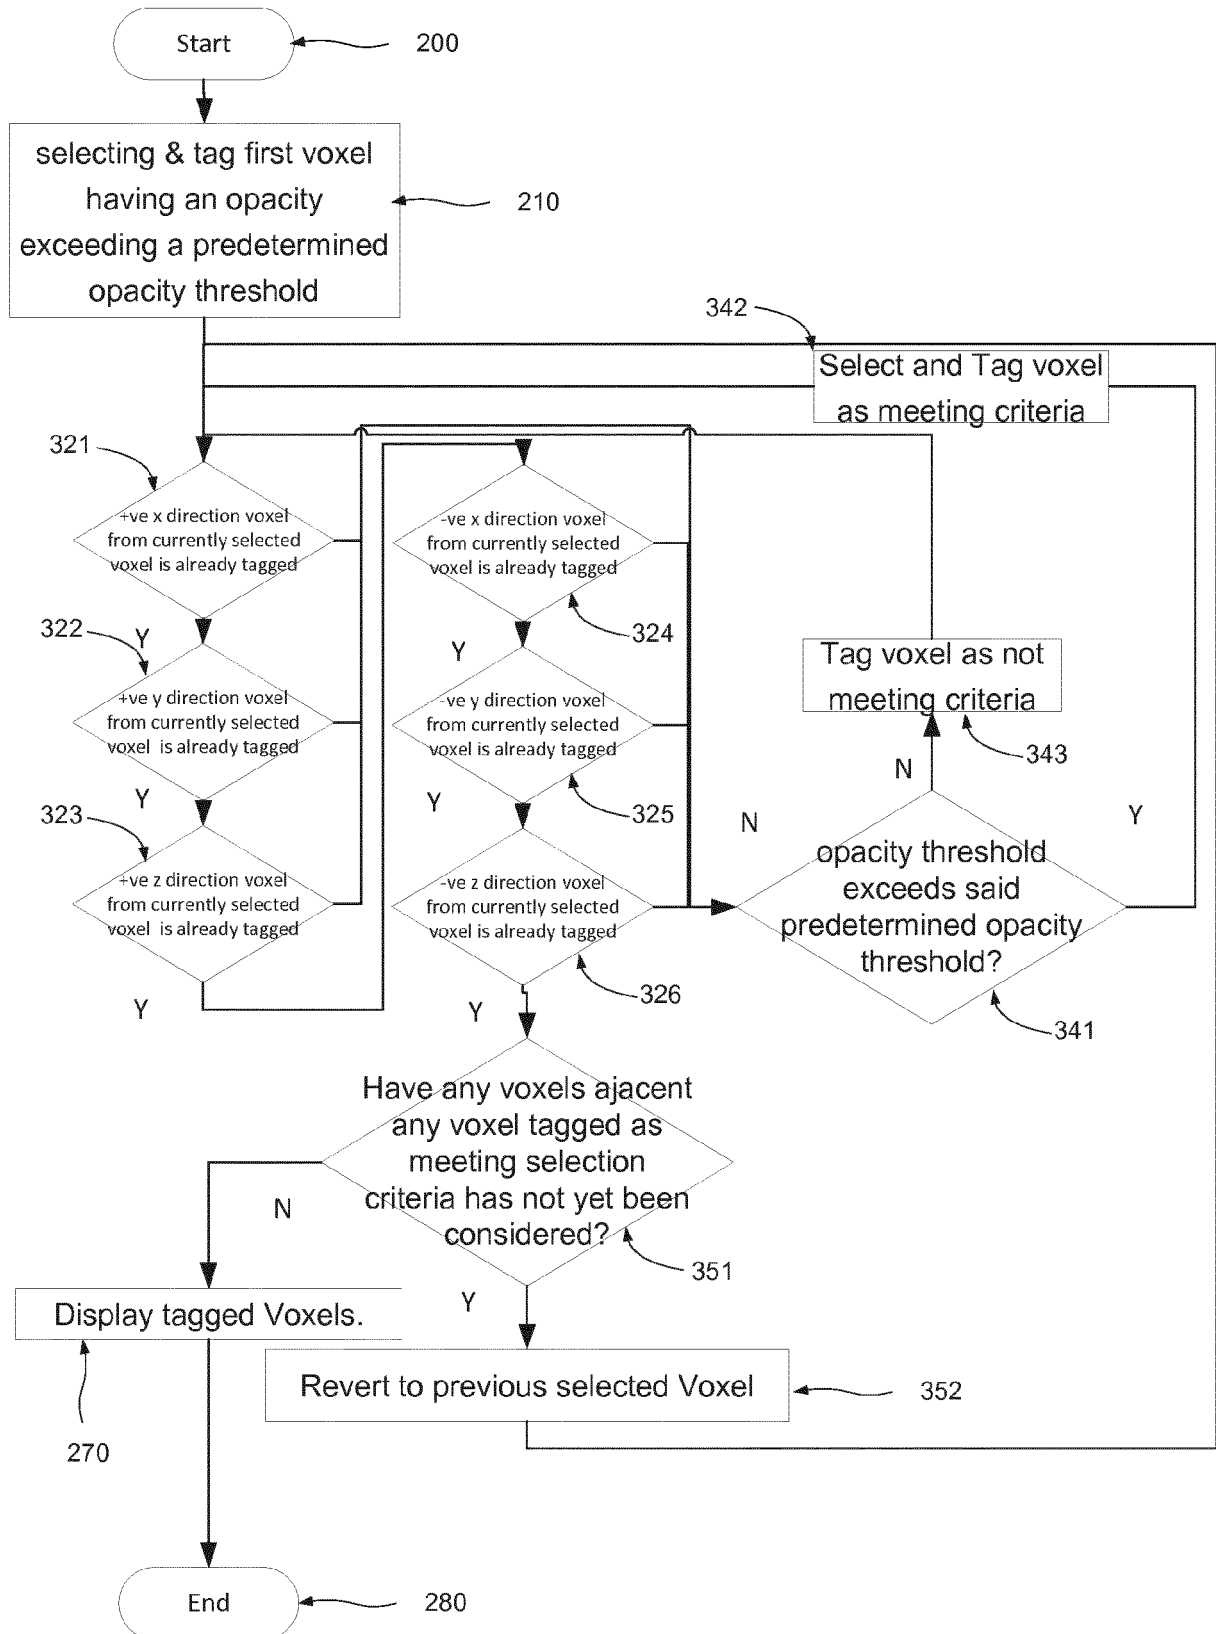 Start
200
selecting & tag first voxel
having an opacity
exceeding a predetermined
opacity threshold
210
342
Select and Tag voxel
as meeting criteria
321
+ve x direction voxel
from currently selected
voxel is already tagged
-ve x direction voxel
from currently selected
voxel is already tagged
324
322
Y
Y
+ve y direction voxel
from currently selected
voxel is already tagged
-ve y direction voxel
from currently selected
voxel is already tagged
325
Tag voxel as not
meeting criteria
343
N
323
Y
Y
N
Y
+ve z direction voxel
from currently selected
voxel is already tagged
-ve z direction voxel
from currently selected
voxel is already tagged
326
opacity threshold
exceeds said
predetermined opacity
threshold?
341
Y
Y
Have any voxels ajacent
any voxel tagged as
meeting selection
criteria has not yet been
considered?
351
N
Y
Display tagged Voxels.
270
Revert to previous selected Voxel
352
End
280